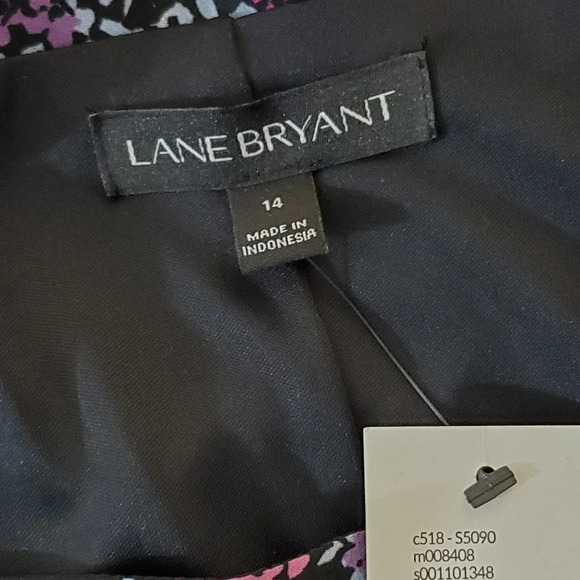 LANE BRYANT
14
MADE IN
INDONESIA
c518 - S5090
m008408
s001101348